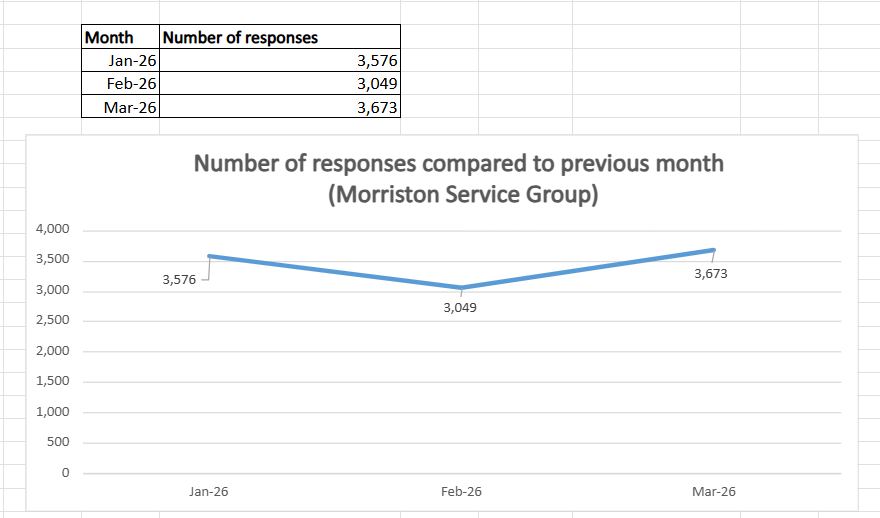 Month Number of responses
Jan-26 3,576
Feb-26 3,049
Mar-26 3,673
Number of responses compared to previous month
(Morriston Service Group)
4,000
3,500
3,576
3,673
3,000
3,049
2,500
2,000
1,500
1,000
500
0
Jan-26 Feb-26 Mar-26